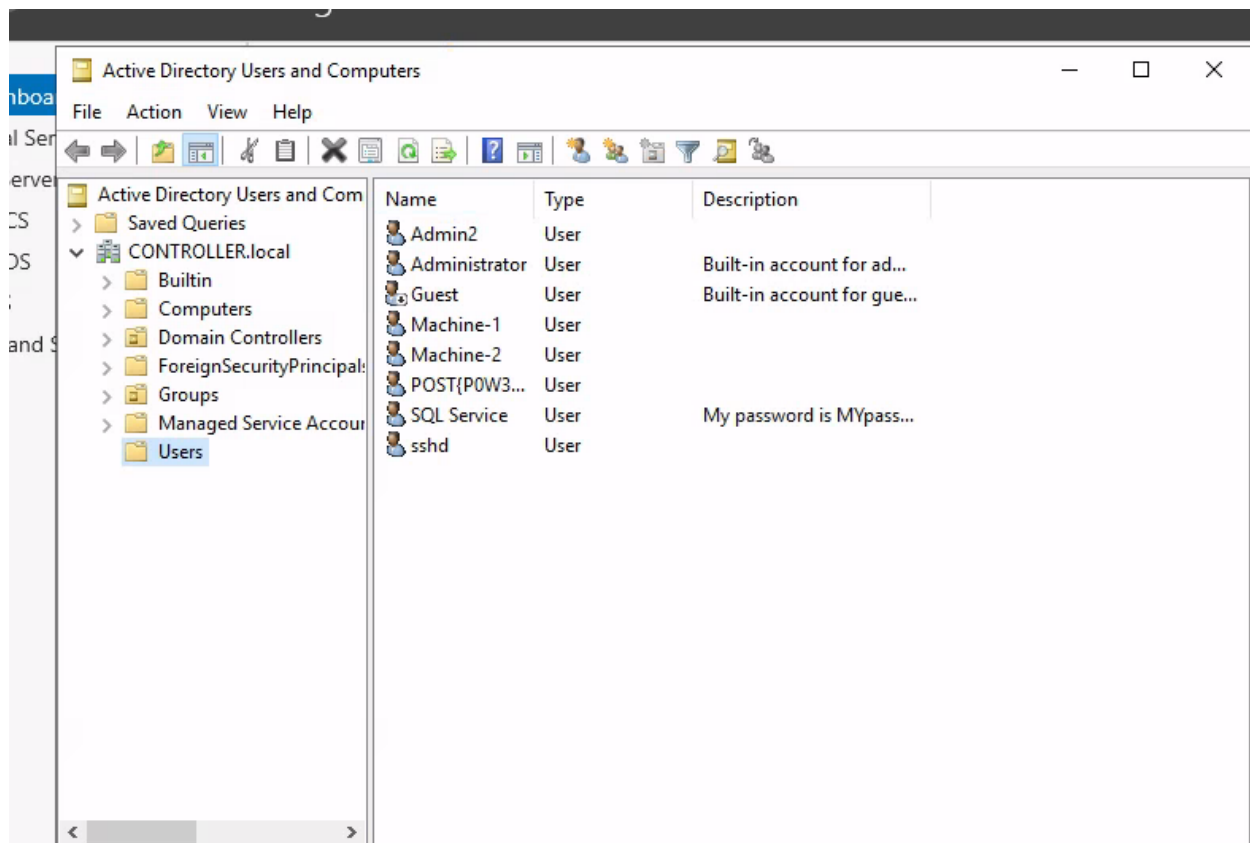 Active Directory Users and Computers
File Action View Help
Active Directory Users and Com
Saved Queries
CONTROLLER.local
Builtin
Computers
Domain Controllers
ForeignSecurityPrincipals
Groups
Managed Service Accour
Users
Name Type Description
Admin2 User
Administrator User Built-in account for ad...
Guest User Built-in account for gue...
Machine-1 User
Machine-2 User
POST{P0W3... User
SQL Service User My password is MYpass...
sshd User